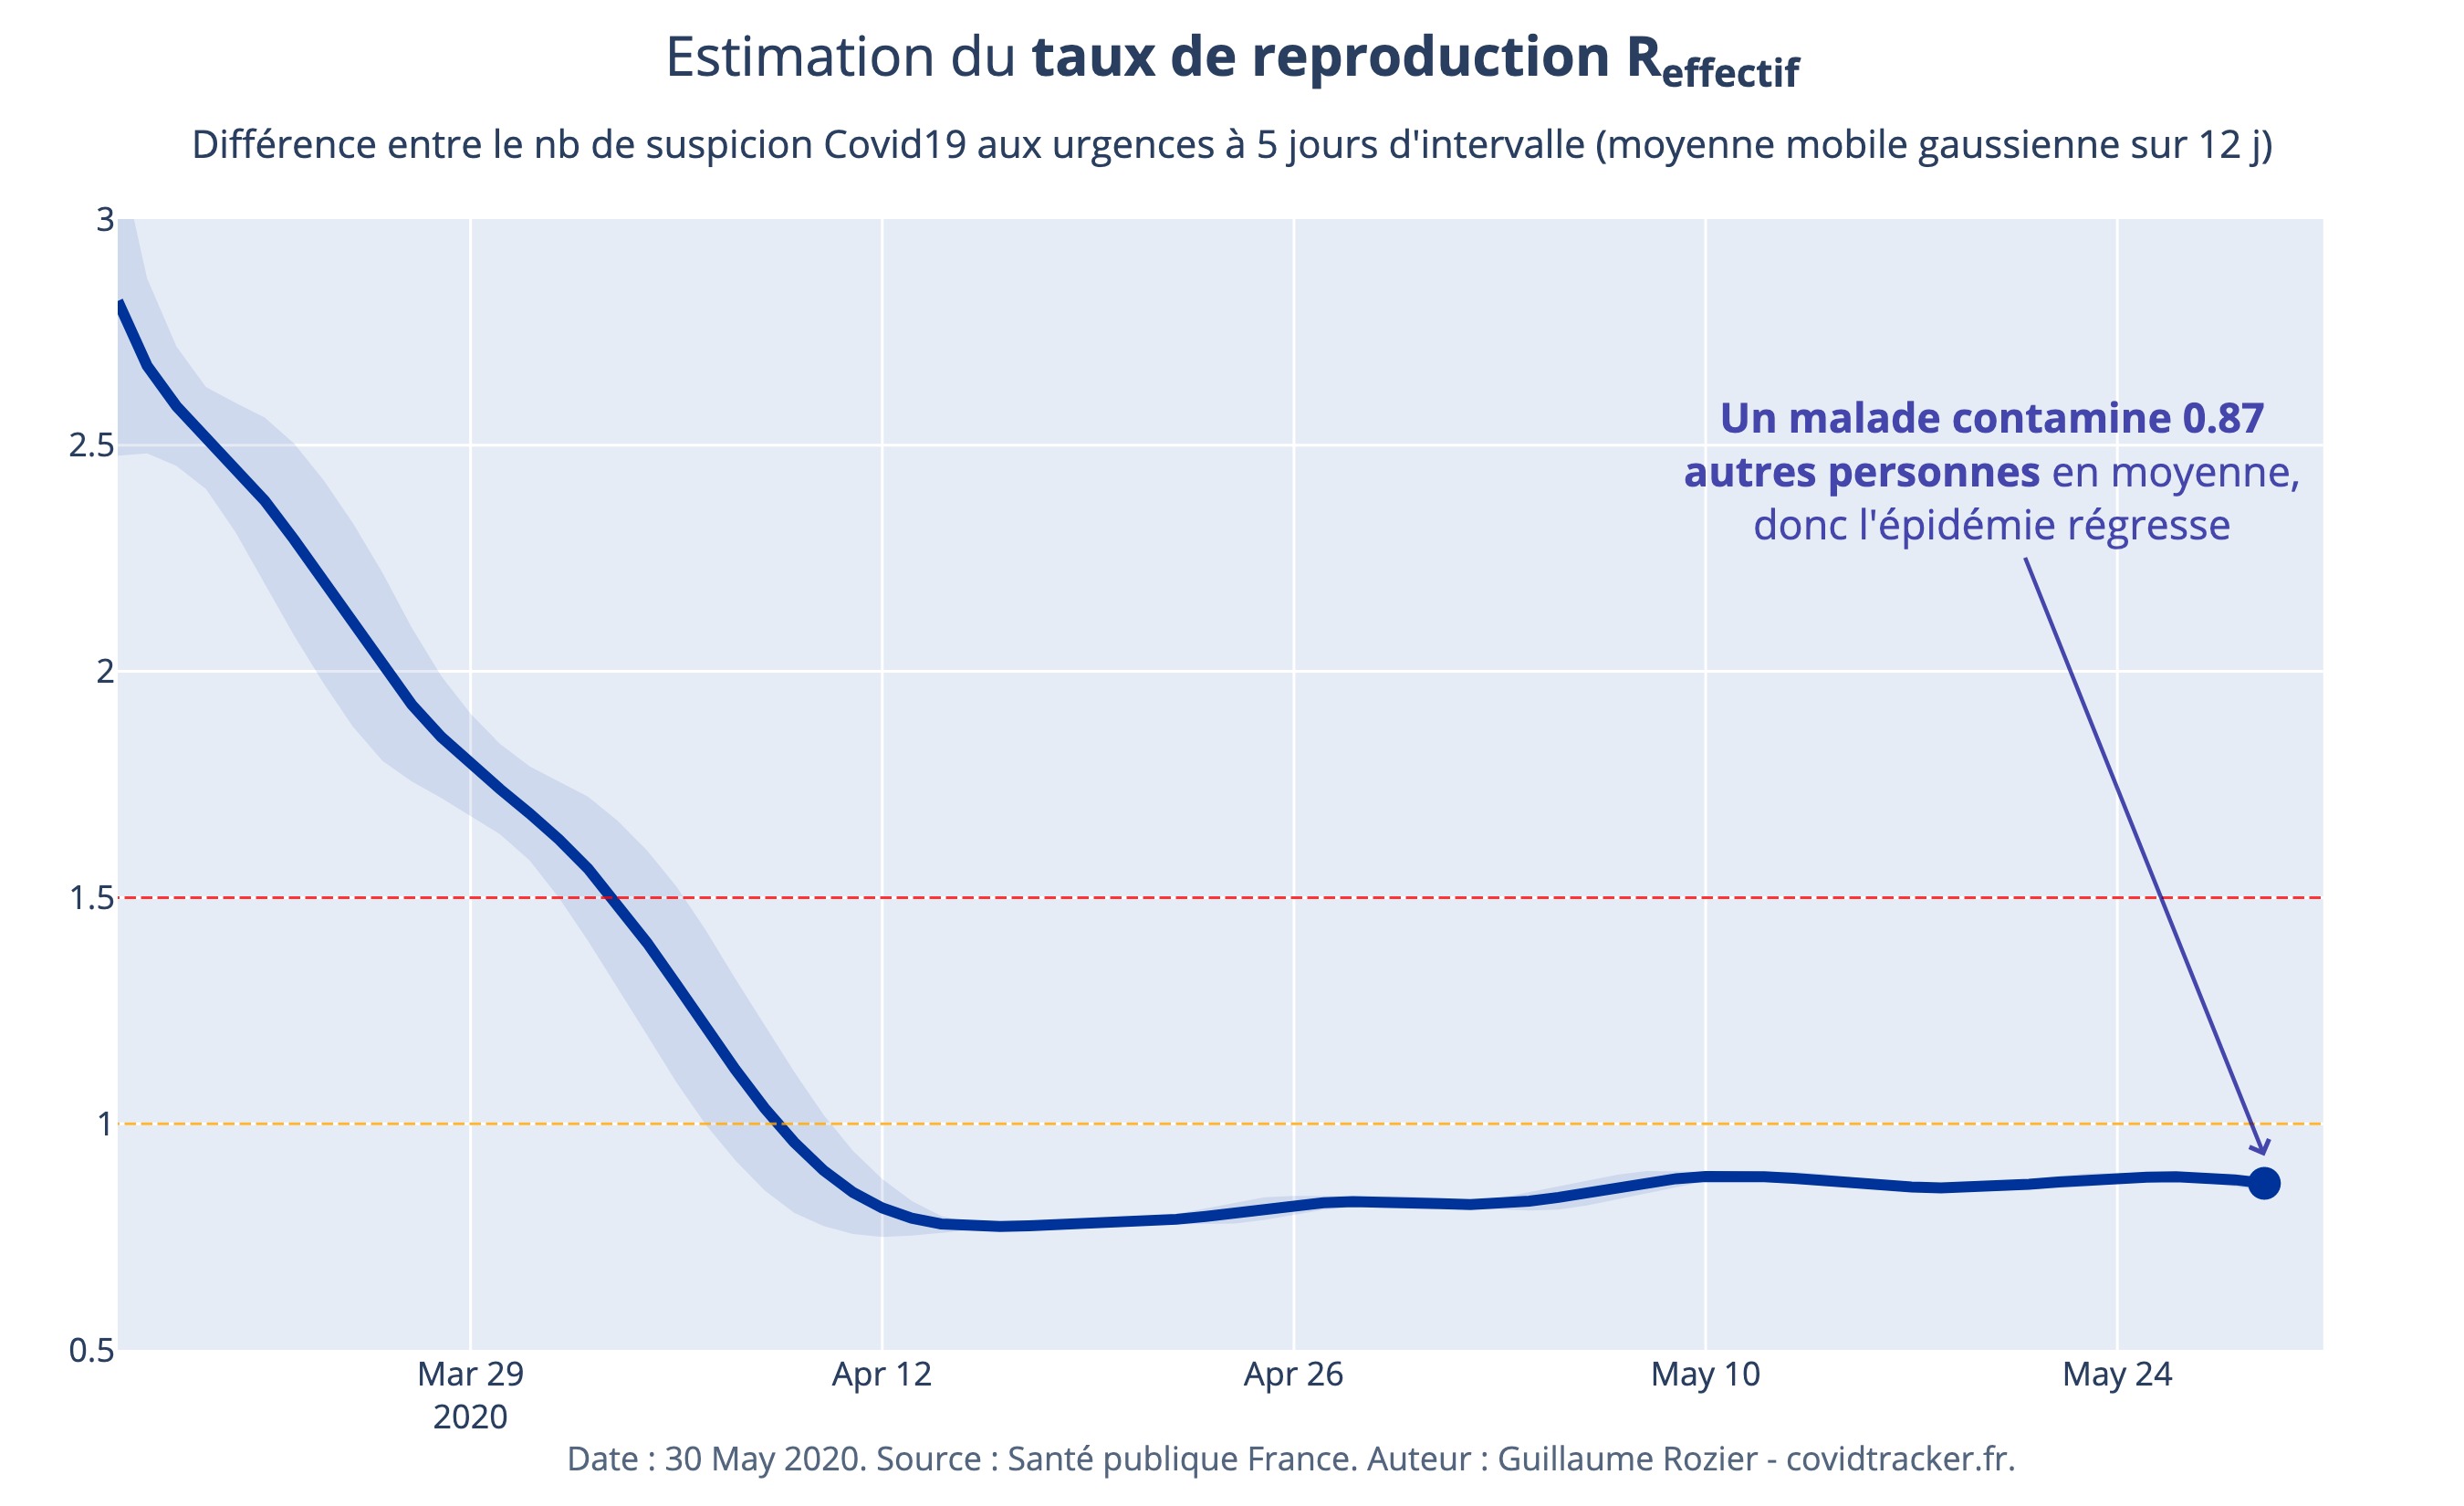 Estimation du taux de reproduction Reffectif
Différence entre le nb de suspicion Covid19 aux urgences à 5 jours d'intervalle (moyenne mobile gaussienne sur 12 j)
3
2.5
2
1.5
1
0.5
Un malade contamine 0.87
autres personnes en moyenne,
donc l'épidémie régresse
Mar 29
2020
Apr 12
Apr 26
May 10
May 24
Date : 30 May 2020. Source : Santé publique France. Auteur : Guillaume Rozier - covidtracker.fr.